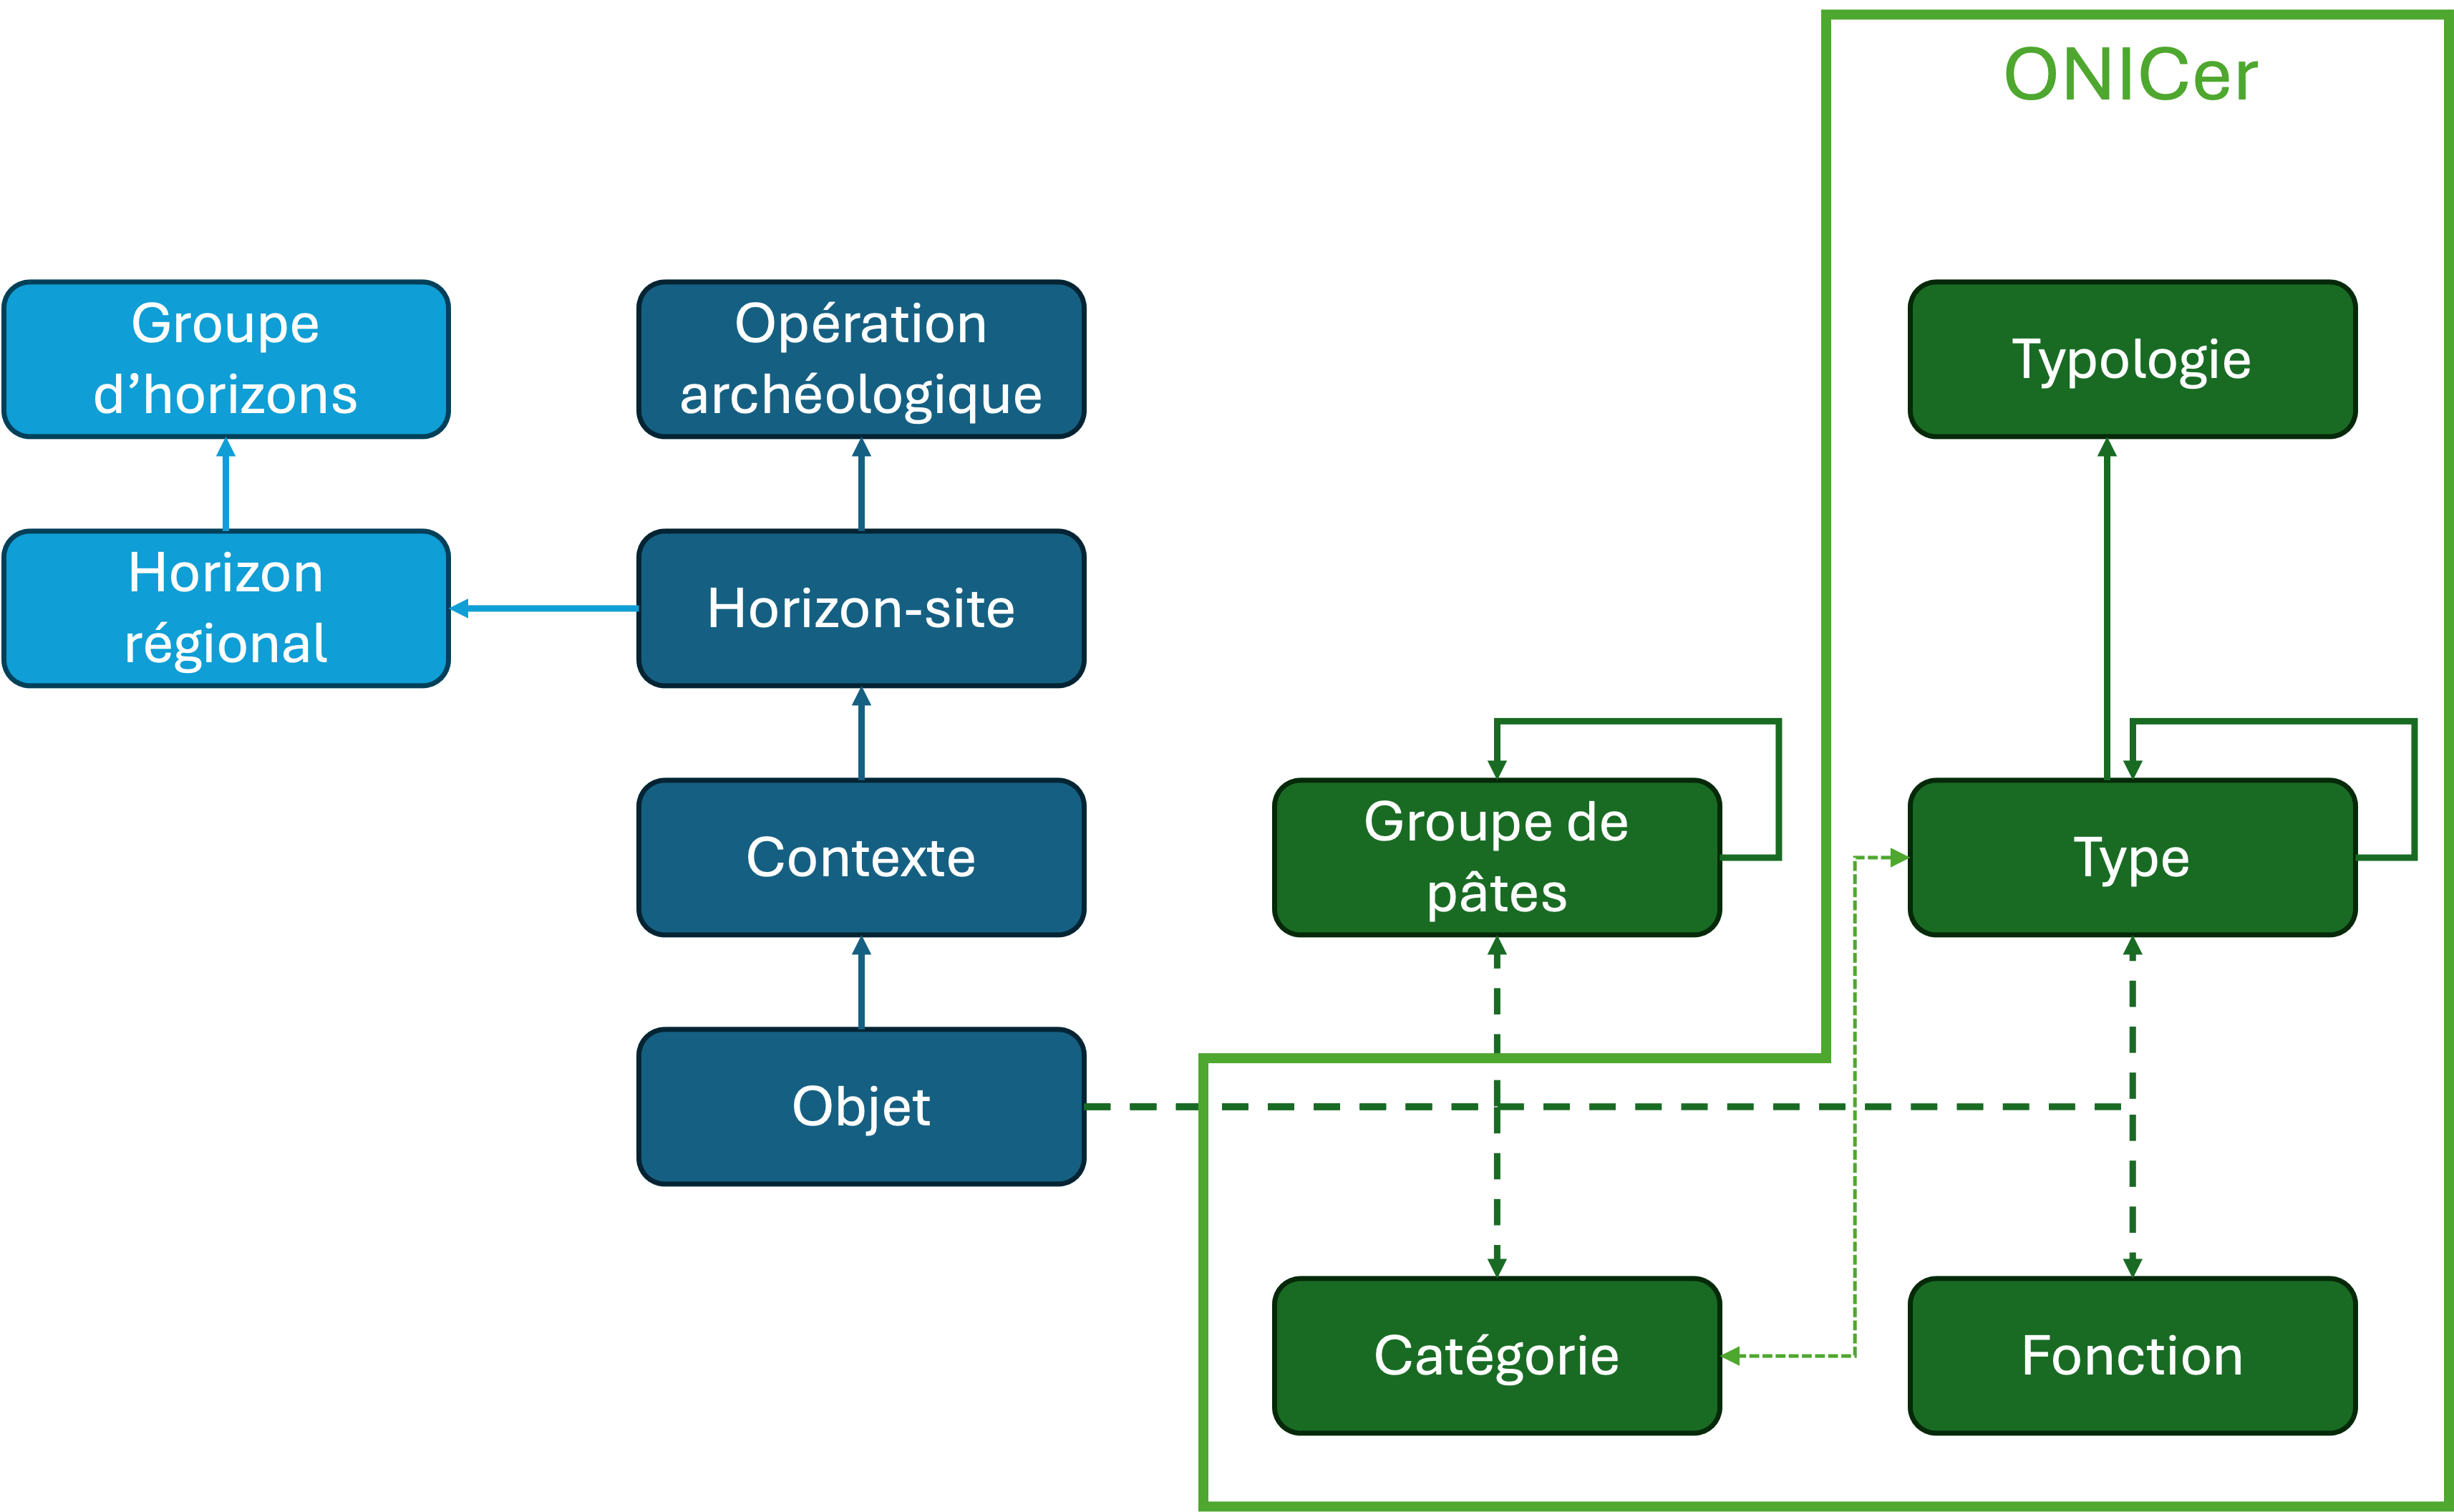 ONICer
Groupe
d’horizons
Opération
archéologique
Typologie
Horizon
régional
Horizon-site
Contexte
Groupe de
pâtes
Type
Objet
Catégorie
Fonction